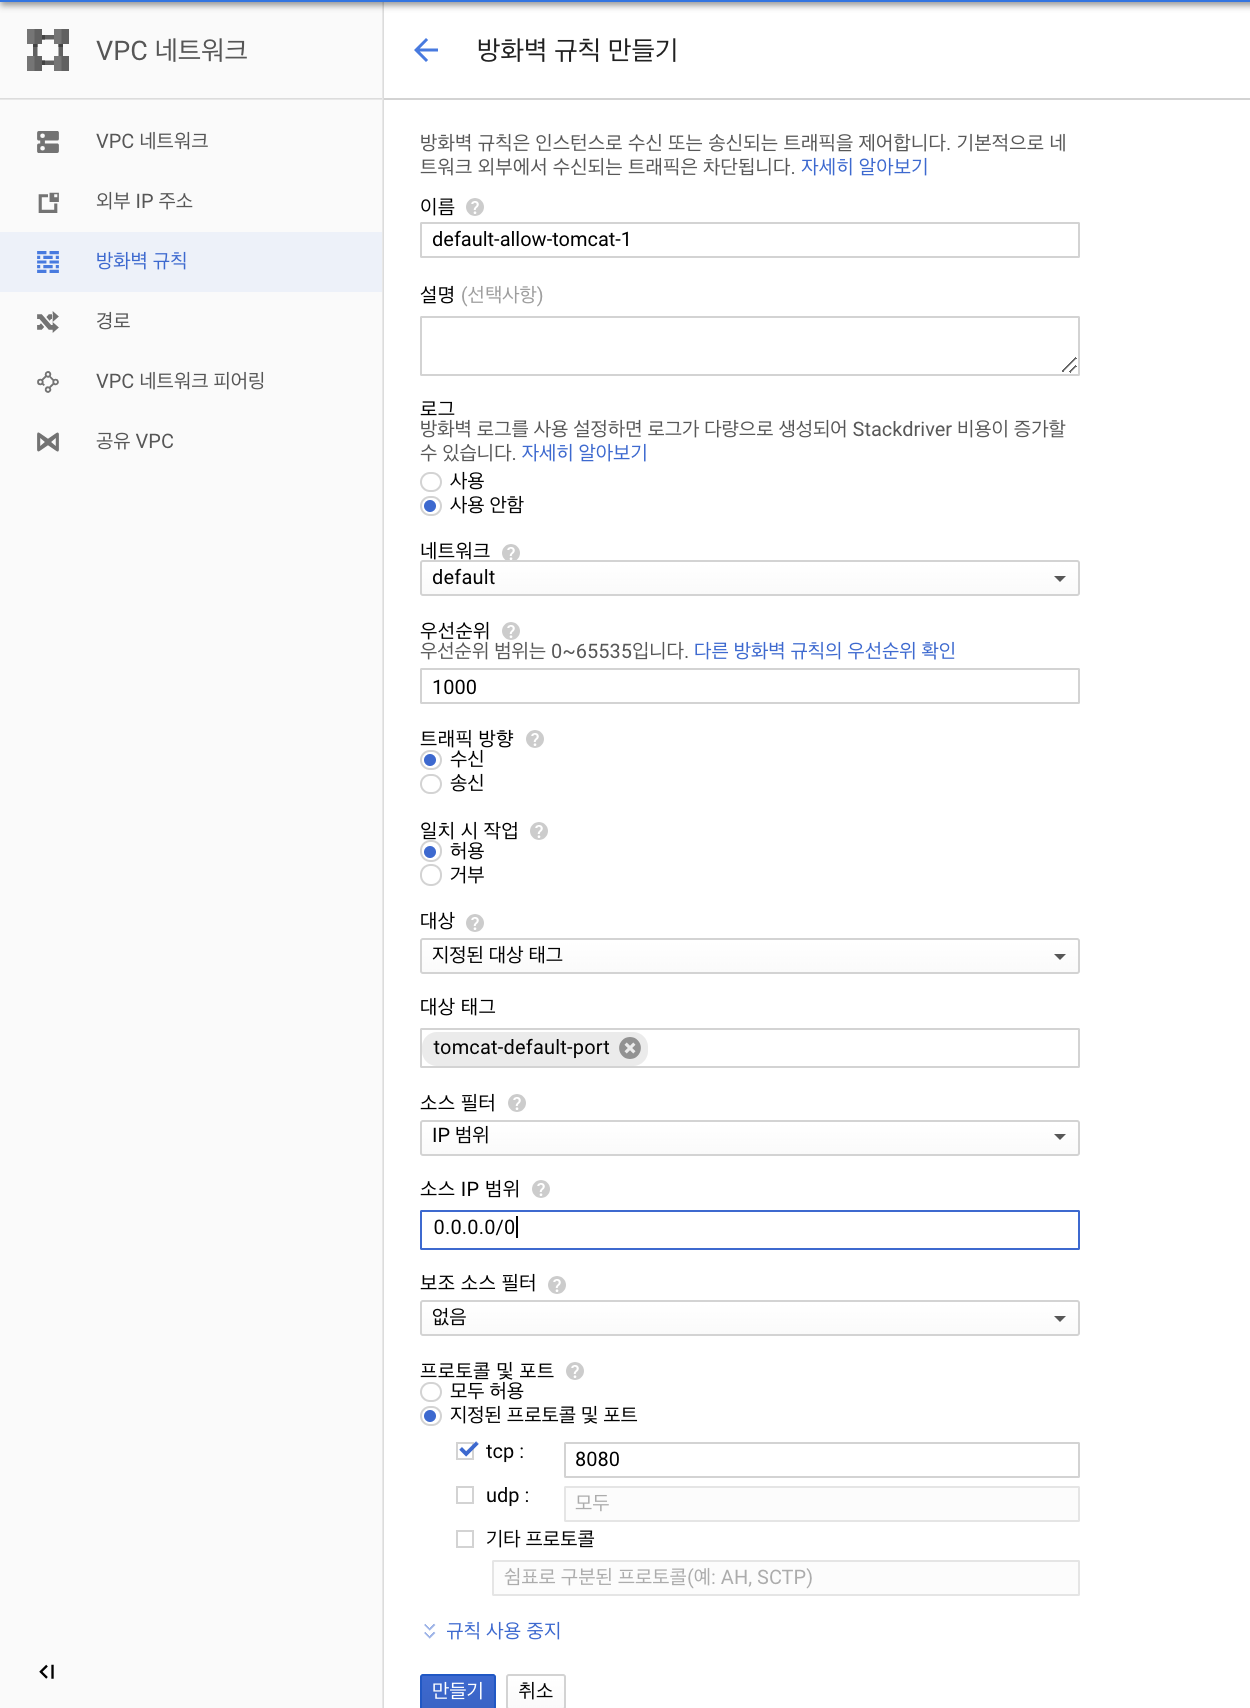 VPC 네트워크
방화벽 규칙 만들기
VPC 네트워크
외부 IP 주소
방화벽 규칙
경로
VPC 네트워크 피어링
공유 VPC
방화벽 규칙은 인스턴스로 수신 또는 송신되는 트래픽을 제어합니다. 기본적으로 네
트워크 외부에서 수신되는 트래픽은 차단됩니다. 자세히 알아보기
이름
default-allow-tomcat-1
설명 (선택사항)
로그
방화벽 로그를 사용 설정하면 로그가 다량으로 생성되어 Stackdriver 비용이 증가할
수 있습니다. 자세히 알아보기
사용
사용 안함
네트워크
default
우선순위
우선순위 범위는 0~65535입니다. 다른 방화벽 규칙의 우선순위 확인
1000
트래픽 방향
수신
송신
일치 시 작업
허용
거부
대상
지정된 대상 태그
대상 태그
tomcat-default-port
소스 필터
IP 범위
소스 IP 범위
0.0.0.0/0
보조 소스 필터
없음
프로토콜 및 포트
모두 허용
지정된 프로토콜 및 포트
tcp : 8080
udp : 모두
기타 프로토콜
쉼표로 구분된 프로토콜(예: AH, SCTP)
규칙 사용 중지
만들기 취소